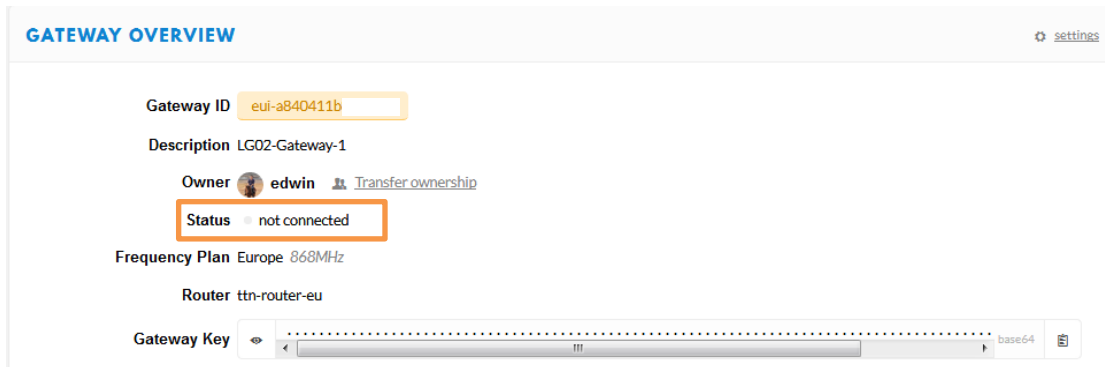 GATEWAY OVERVIEW
settings
Gateway ID eui-a840411b
Description LG02-Gateway-1
Owner edwin Transfer ownership
Status not connected
Frequency Plan Europe 868MHz
Router ttn-router-eu
Gateway Key base64